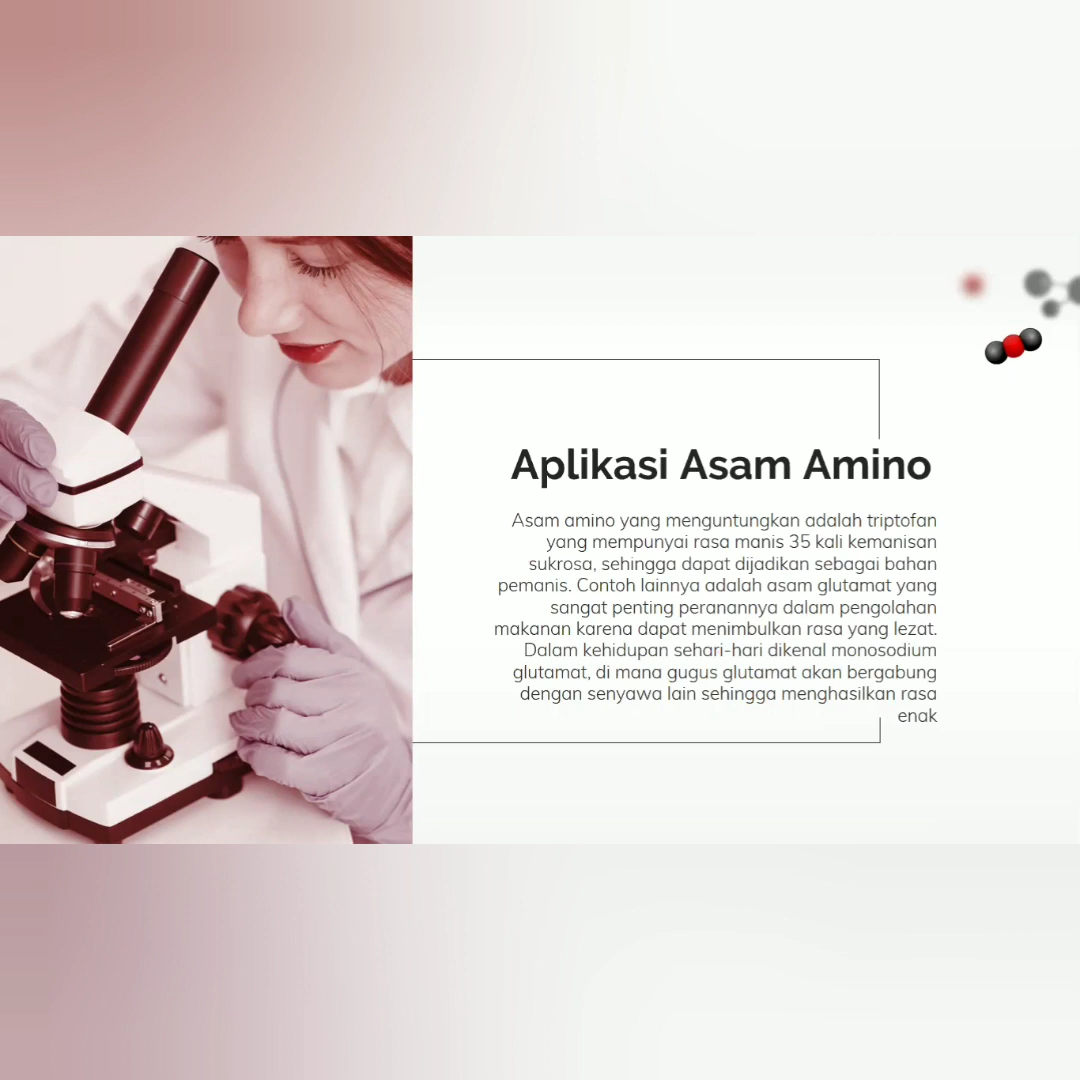 Aplikasi Asam Amino
Asam amino yang menguntungkan adalah triptofan
yang mempunyai rasa manis 35 kali kemanisan
sukrosa, sehingga dapat dijadikan sebagai bahan
pemanis. Contoh lainnya adalah asam glutamat yang
sangat penting peranannya dalam pengolahan
makanan karena dapat menimbulkan rasa yang lezat.
Dalam kehidupan sehari-hari dikenal monosodium
glutamat, di mana gugus glutamat akan bergabung
dengan senyawa lain sehingga menghasilkan rasa
enak